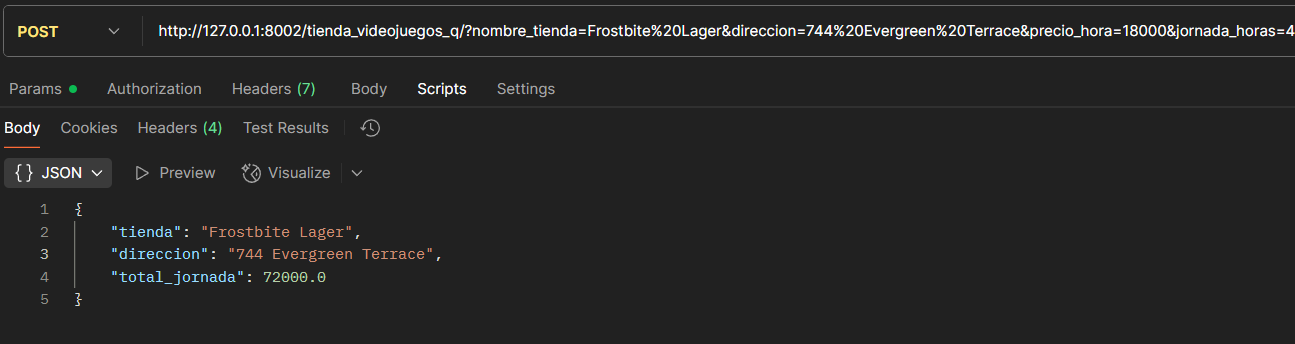 POST http://127.0.0.1:8002/tienda_videojuegos_q/?nombre_tienda=Frostbite%20Lager&direccion=744%20Evergreen%20Terrace&precio_hora=18000&jornada_horas=4
Params Authorization Headers (7) Body Scripts Settings
Body Cookies Headers (4) Test Results
{} JSON Preview Visualize
1 {
2 "tienda": "Frostbite Lager",
3 "direccion": "744 Evergreen Terrace",
4 "total_jornada": 72000.0
5 }